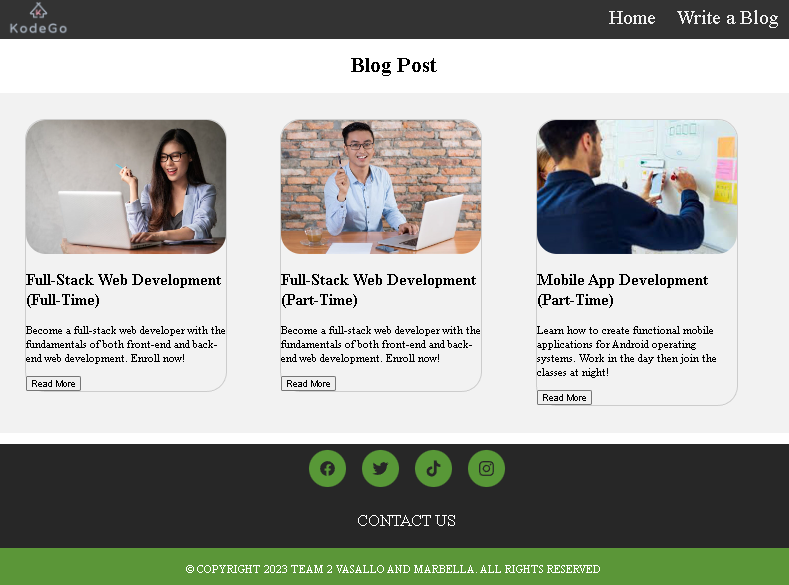 KodeGo
Home Write a Blog
Blog Post
Full-Stack Web Development
(Full-Time)
Become a full-stack web developer with the
fundamentals of both front-end and back-
end web development. Enroll now!
Read More
Full-Stack Web Development
(Part-Time)
Become a full-stack web developer with the
fundamentals of both front-end and back-
end web development. Enroll now!
Read More
Mobile App Development
(Part-Time)
Learn how to create functional mobile
applications for Android operating
systems. Work in the day then join the
classes at night!
Read More
CONTACT US
© COPYRIGHT 2023 TEAM 2 VASALLO AND MARBELLA. ALL RIGHTS RESERVED